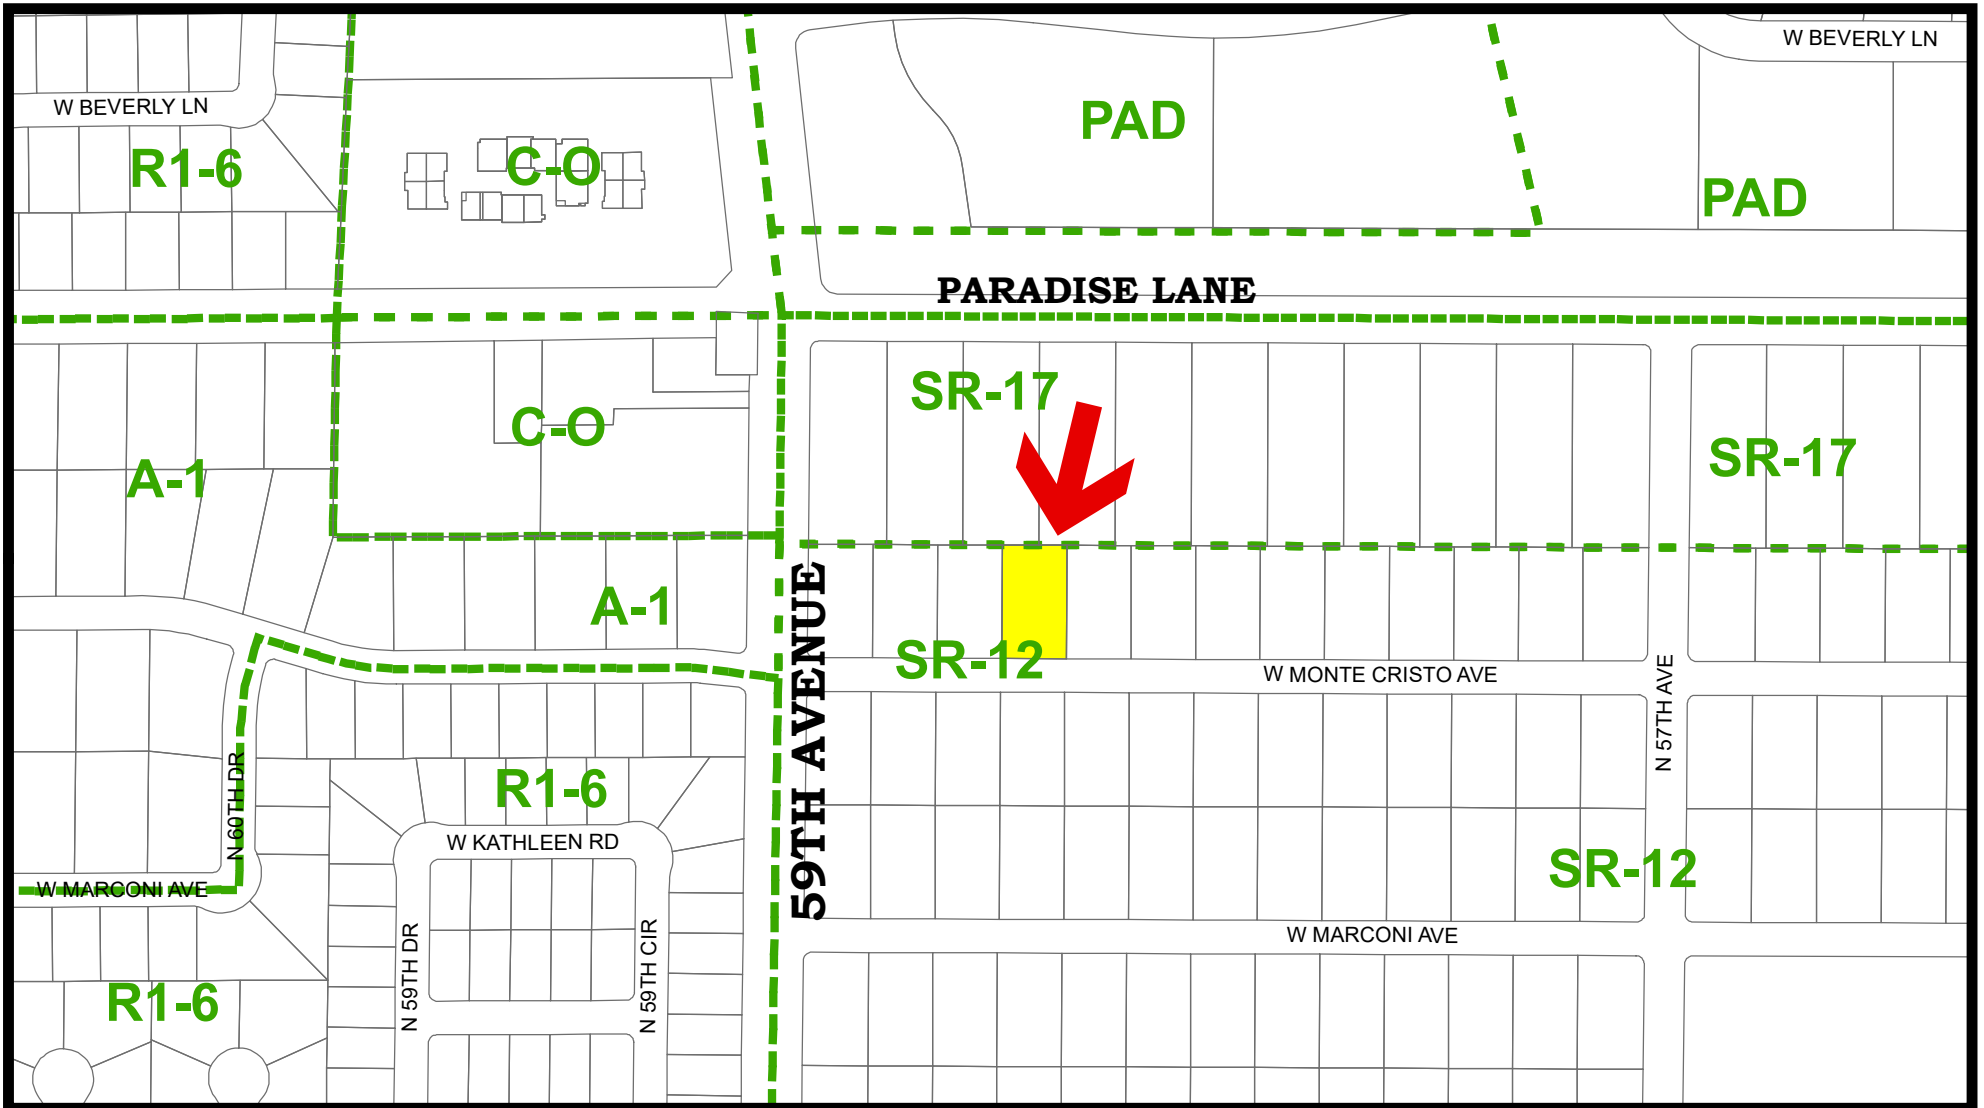 W BEVERLY LN
W BEVERLY LN
PAD
R1-6
C-O
PAD
PARADISE LANE
SR-17
C-O
SR-17
A-1
A-1
59TH AVENUE
SR-12
W MONTE CRISTO AVE
N 57TH AVE
N 60TH DR
R1-6
W KATHLEEN RD
SR-12
W MARCONI AVE
W MARCONI AVE
N 59TH DR
N 59TH CIR
R1-6